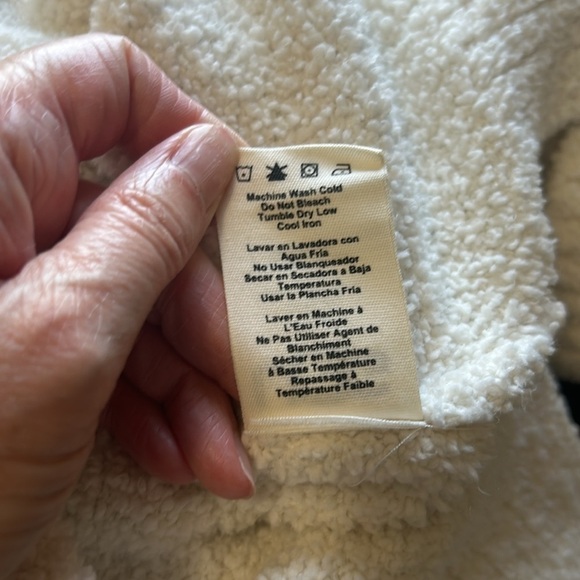 Machine Wash Cold
Do Not Bleach
Tumble Dry Low
Cool Iron
Lavar en Lavadora con
Agua Fría
No Usar Blanqueador
Secar en Secadora a Baja
Temperatura
Usar la Plancha Fría
Laver en Machine à
L'Eau Froide
Ne Pas Utiliser Agent de
Blanchiment
Sécher en Machine
à Basse Température
Repassage à
Température Faible